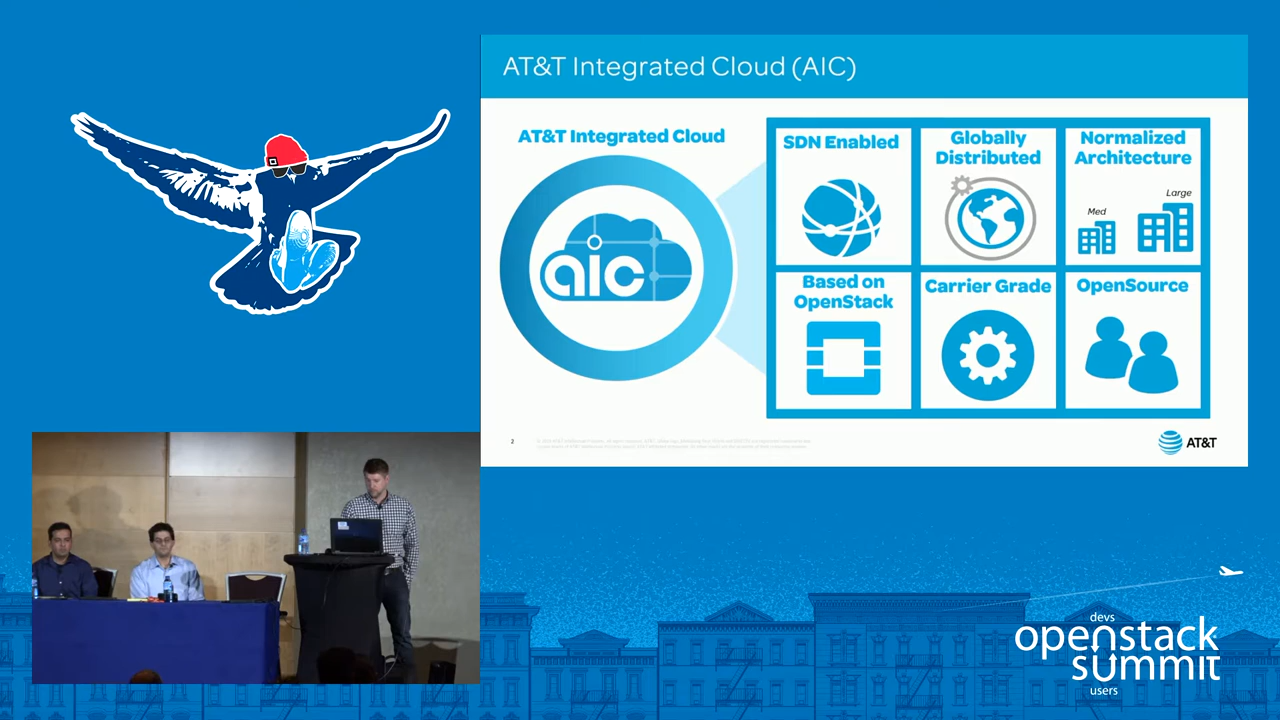 AT&T Integrated Cloud (AIC)
AT&T Integrated Cloud
aic
SDN Enabled
Globally
Distributed
Normalized
Architecture
Med
Large
Based on
OpenStack
Carrier Grade
OpenSource
2
AT&T
devs
openstack
summit
users